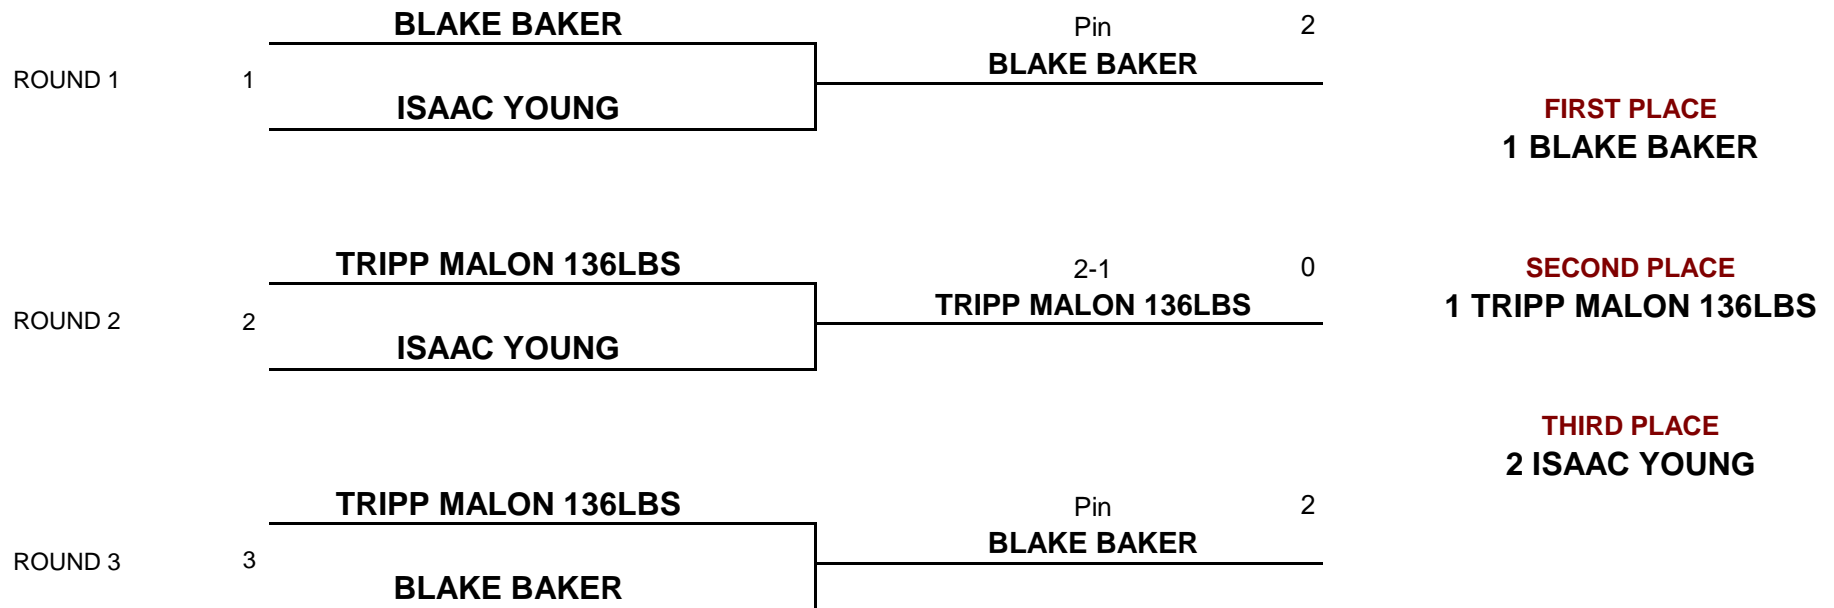 BLAKE BAKER Pin 2
BLAKE BAKER
ROUND 1 1
ISAAC YOUNG FIRST PLACE
1 BLAKE BAKER
TRIPP MALON 136LBS 2-1 0 SECOND PLACE
TRIPP MALON 136LBS 1 TRIPP MALON 136LBS
ROUND 2 2
ISAAC YOUNG
THIRD PLACE
2 ISAAC YOUNG
TRIPP MALON 136LBS Pin 2
BLAKE BAKER
ROUND 3 3
BLAKE BAKER